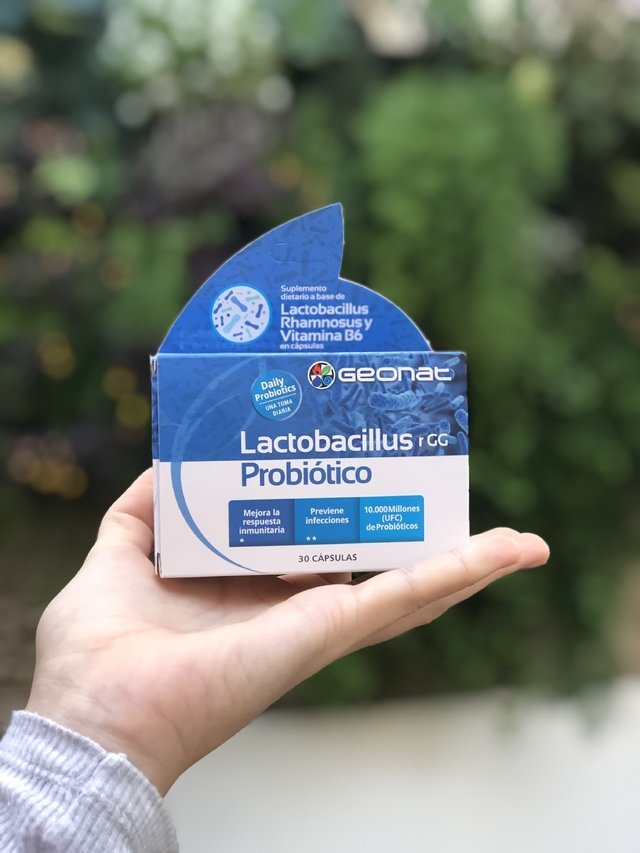 Suplemento
dietario a base de
Lactobacillus
Rhamnosus y
Vitamina B6
en cápsulas
GEONAT
Daily
Probiotics
UNA TOMA
DIARIA
Lactobacillus r GG
Probiótico
Mejora la
respuesta
inmunitaria
*
Previene
infecciones
**
10.000 Millones
(UFC)
de Probióticos
30 CÁPSULAS